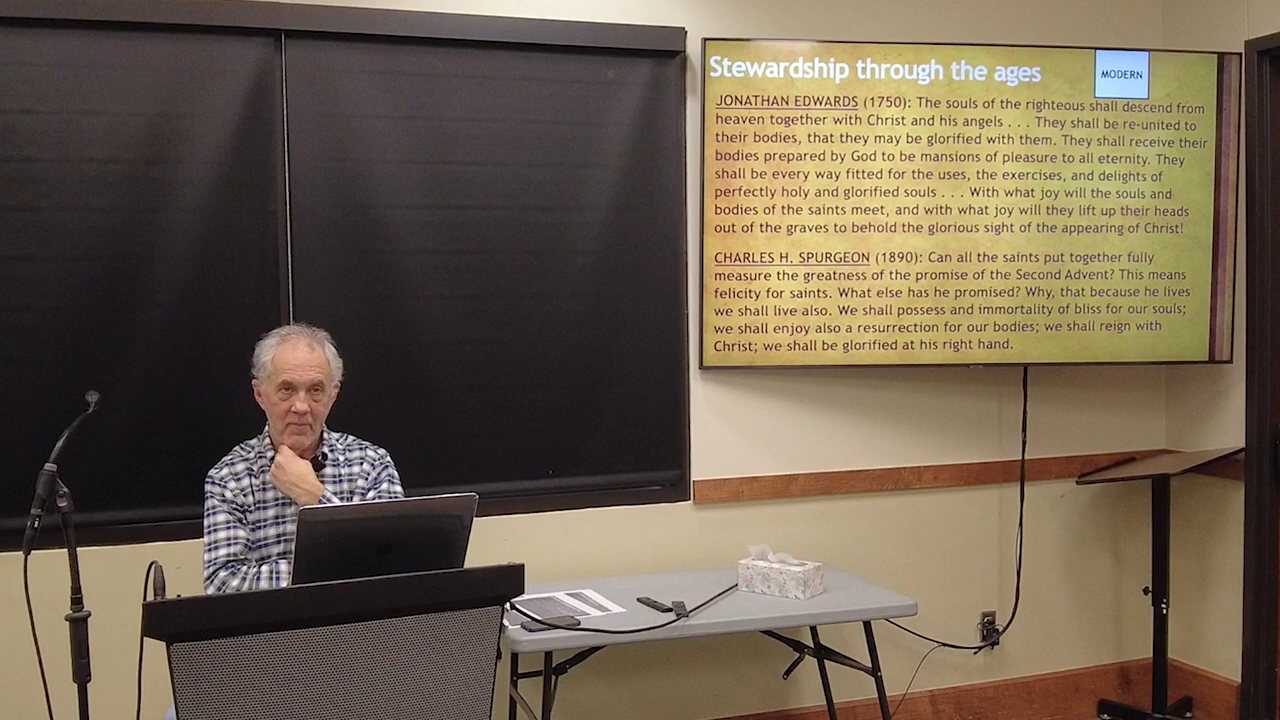 Stewardship through the ages
MODERN
JONATHAN EDWARDS (1750): The souls of the righteous shall descend from
heaven together with Christ and his angels . . . They shall be re-united to
their bodies, that they may be glorified with them. They shall receive their
bodies prepared by God to be mansions of pleasure to all eternity. They
shall be every way fitted for the uses, the exercises, and delights of
perfectly holy and glorified souls . . . With what joy will the souls and
bodies of the saints meet, and with what joy will they lift up their heads
out of the graves to behold the glorious sight of the appearing of Christ!
CHARLES H. SPURGEON (1890): Can all the saints put together fully
measure the greatness of the promise of the Second Advent? This means
felicity for saints. What else has he promised? Why, that because he lives
we shall live also. We shall possess and immortality of bliss for our souls;
we shall enjoy also a resurrection for our bodies; we shall reign with
Christ; we shall be glorified at his right hand.